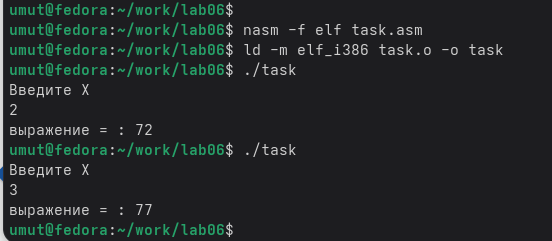 umut@fedora:~/work/lab06$
umut@fedora:~/work/lab06$ nasm -f elf task.asm
umut@fedora:~/work/lab06$ ld -m elf_i386 task.o -o task
umut@fedora:~/work/lab06$ ./task
Введите X
2
выражение = : 72
umut@fedora:~/work/lab06$ ./task
Введите X
3
выражение = : 77
umut@fedora:~/work/lab06$